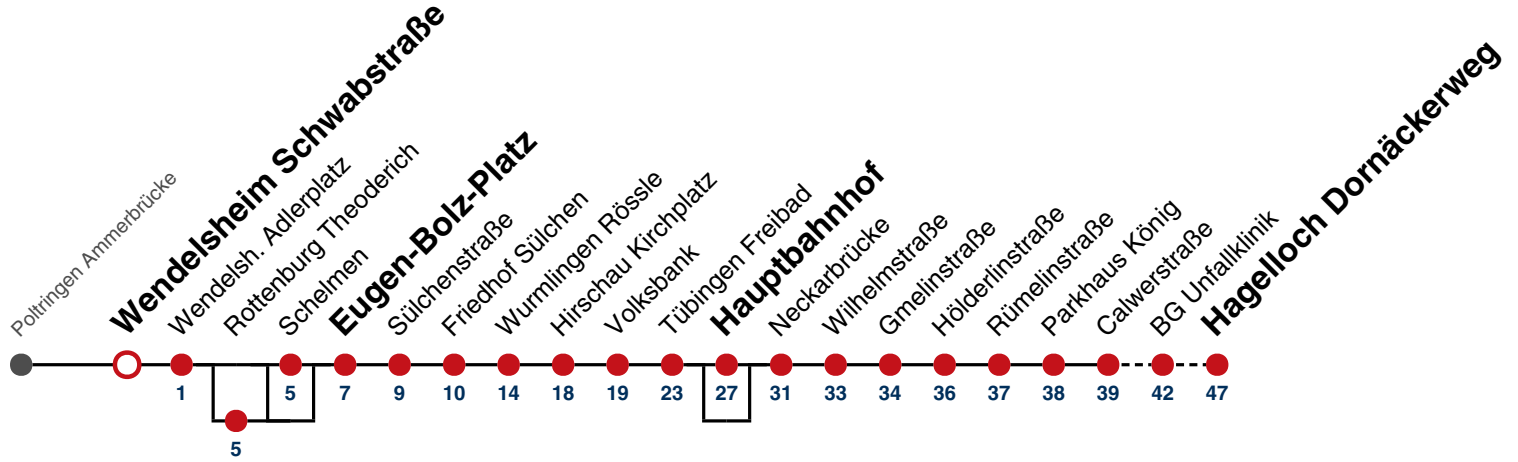 Poltringen Ammerbrücke
Wendelsheim Schwabstraße
Wendelsh. Adlerplatz
Rottenburg Theoderich
Schelmen
Eugen-Bolz-Platz
Sülchenstraße
Friedhof Sülchen
Wurmlingen Rössle
Hirschau Kirchplatz
Volksbank
Tübingen Freibad
Hauptbahnhof
Neckarbrücke
Wilhelmstraße
Gmelinstraße
Hölderlinstraße
Rümelinstraße
Parkhaus König
Calwerstraße
BG Unfallklinik
Hagelloch Dornäckerweg
1 5 7 9 10 14 18 19 23 27 31 33 34 36 37 38 39 42 47
5